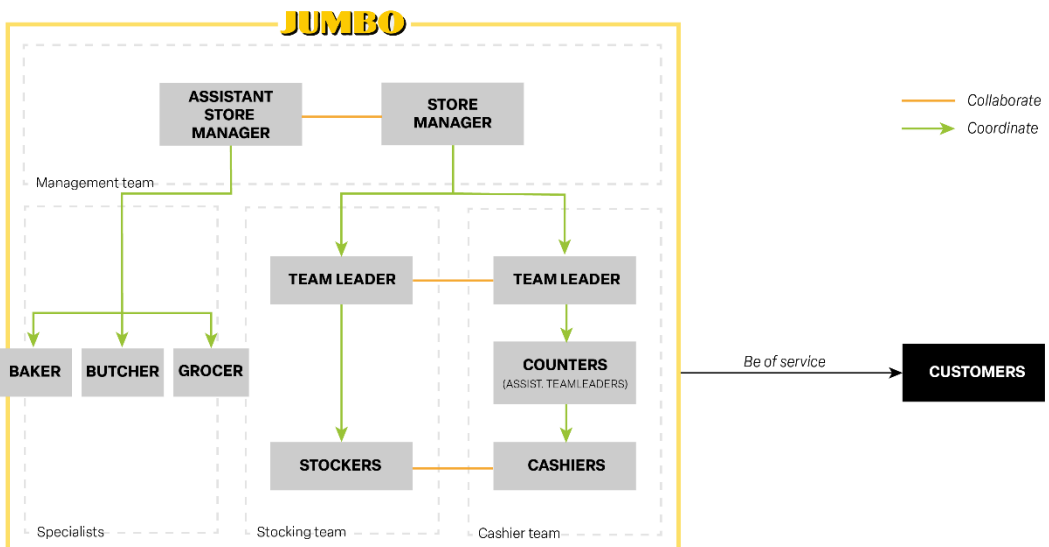 JUMBO
ASSISTANT
STORE
MANAGER
STORE
MANAGER
Collaborate
Coordinate
Management team
TEAM LEADER
TEAM LEADER
BAKER
BUTCHER
GROCER
COUNTERS
(ASSIST. TEAMLEADERS)
Be of service
CUSTOMERS
STOCKERS
CASHIERS
Specialists
Stocking team
Cashier team